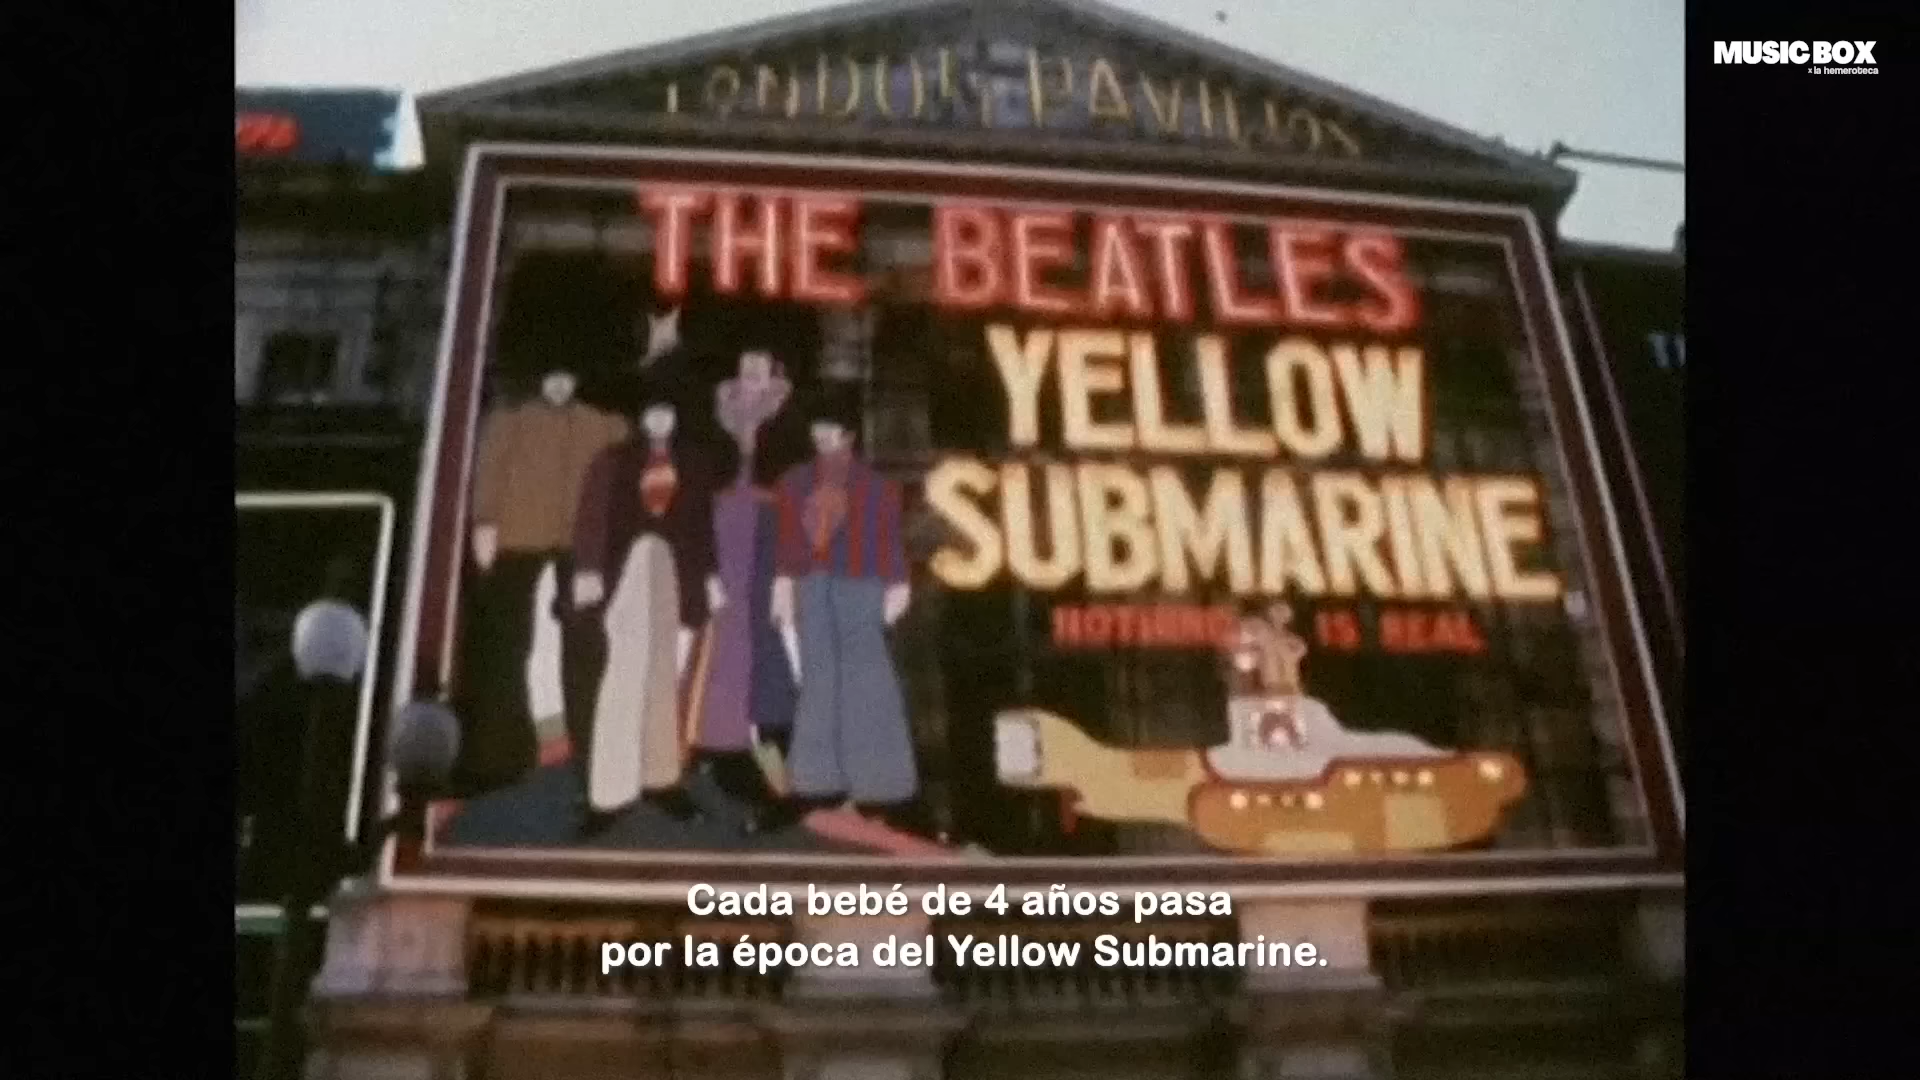 MUSIC BOX
x la hemeroteca
LONDON PAVILION
THE BEATLES
YELLOW
SUBMARINE
NOTHING IS REAL
Cada bebé de 4 años pasa
por la época del Yellow Submarine.